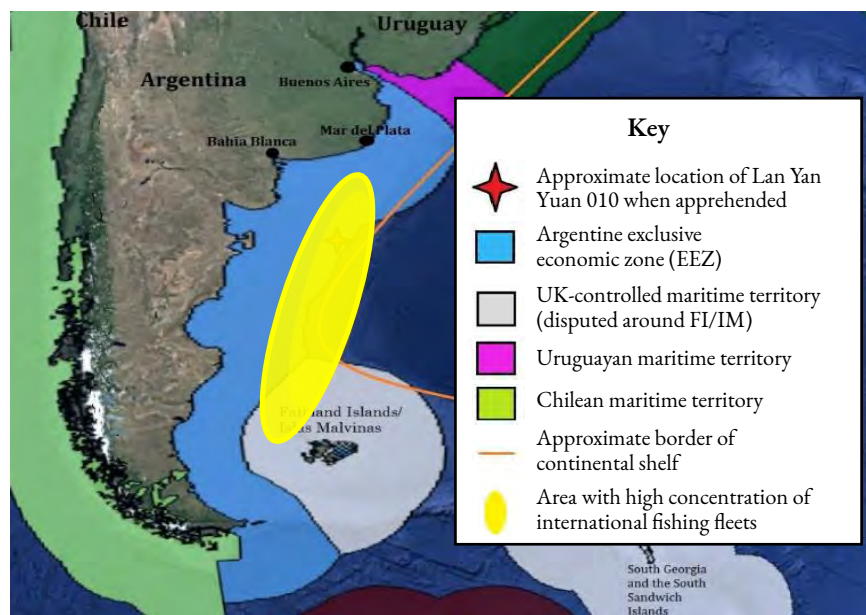 Chile
Uruguay
Argentina
Buenos Aires
Mar del Plata
Bahia Blanca
Falkland Islands/
Islas Malvinas
South Georgia
and the South
Sandwich
Islands
Key
Approximate location of Lan Yan
Yuan 010 when apprehended
Argentine exclusive
economic zone (EEZ)
UK-controlled maritime territory
(disputed around FI/IM)
Uruguayan maritime territory
Chilean maritime territory
Approximate border of
continental shelf
Area with high concentration of
international fishing fleets